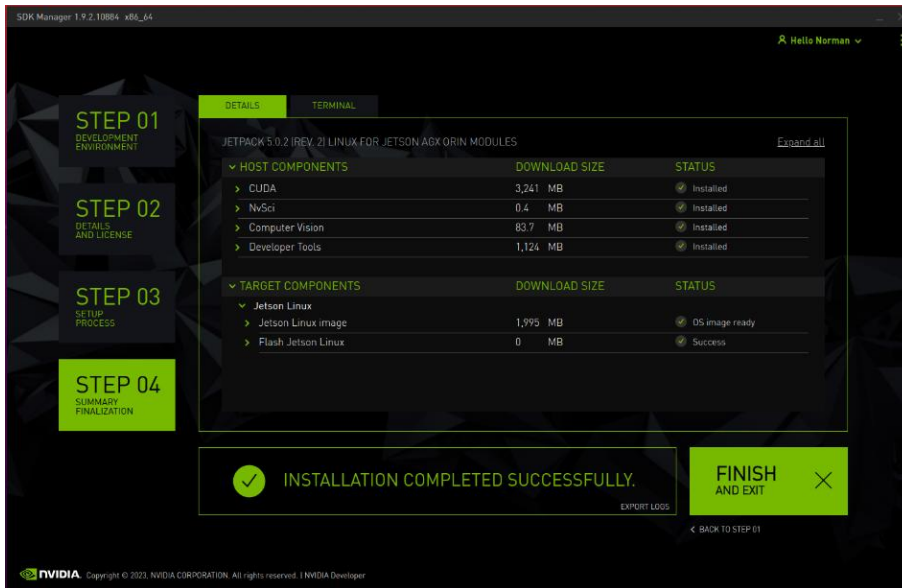 SDK Manager 1.9.2.10884 x86_64
Hello Norman
STEP 01
DEVELOPMENT
ENVIRONMENT
STEP 02
DETAILS
AND LICENSE
STEP 03
SETUP
PROCESS
STEP 04
SUMMARY
FINALIZATION
DETAILS TERMINAL
JETPACK 5.0.2 (REV. 2) LINUX FOR JETSON AGX ORIN MODULES Expand all
HOST COMPONENTS DOWNLOAD SIZE STATUS
CUDA 3,241 MB Installed
NvSci 0.4 MB Installed
Computer Vision 83.7 MB Installed
Developer Tools 1,124 MB Installed
TARGET COMPONENTS DOWNLOAD SIZE STATUS
Jetson Linux
Jetson Linux image 1,995 MB OS image ready
Flash Jetson Linux 0 MB Success
INSTALLATION COMPLETED SUCCESSFULLY.
EXPORT LOGS
FINISH
AND EXIT
< BACK TO STEP 01
NVIDIA. Copyright © 2023, NVIDIA CORPORATION. All rights reserved. | NVIDIA Developer